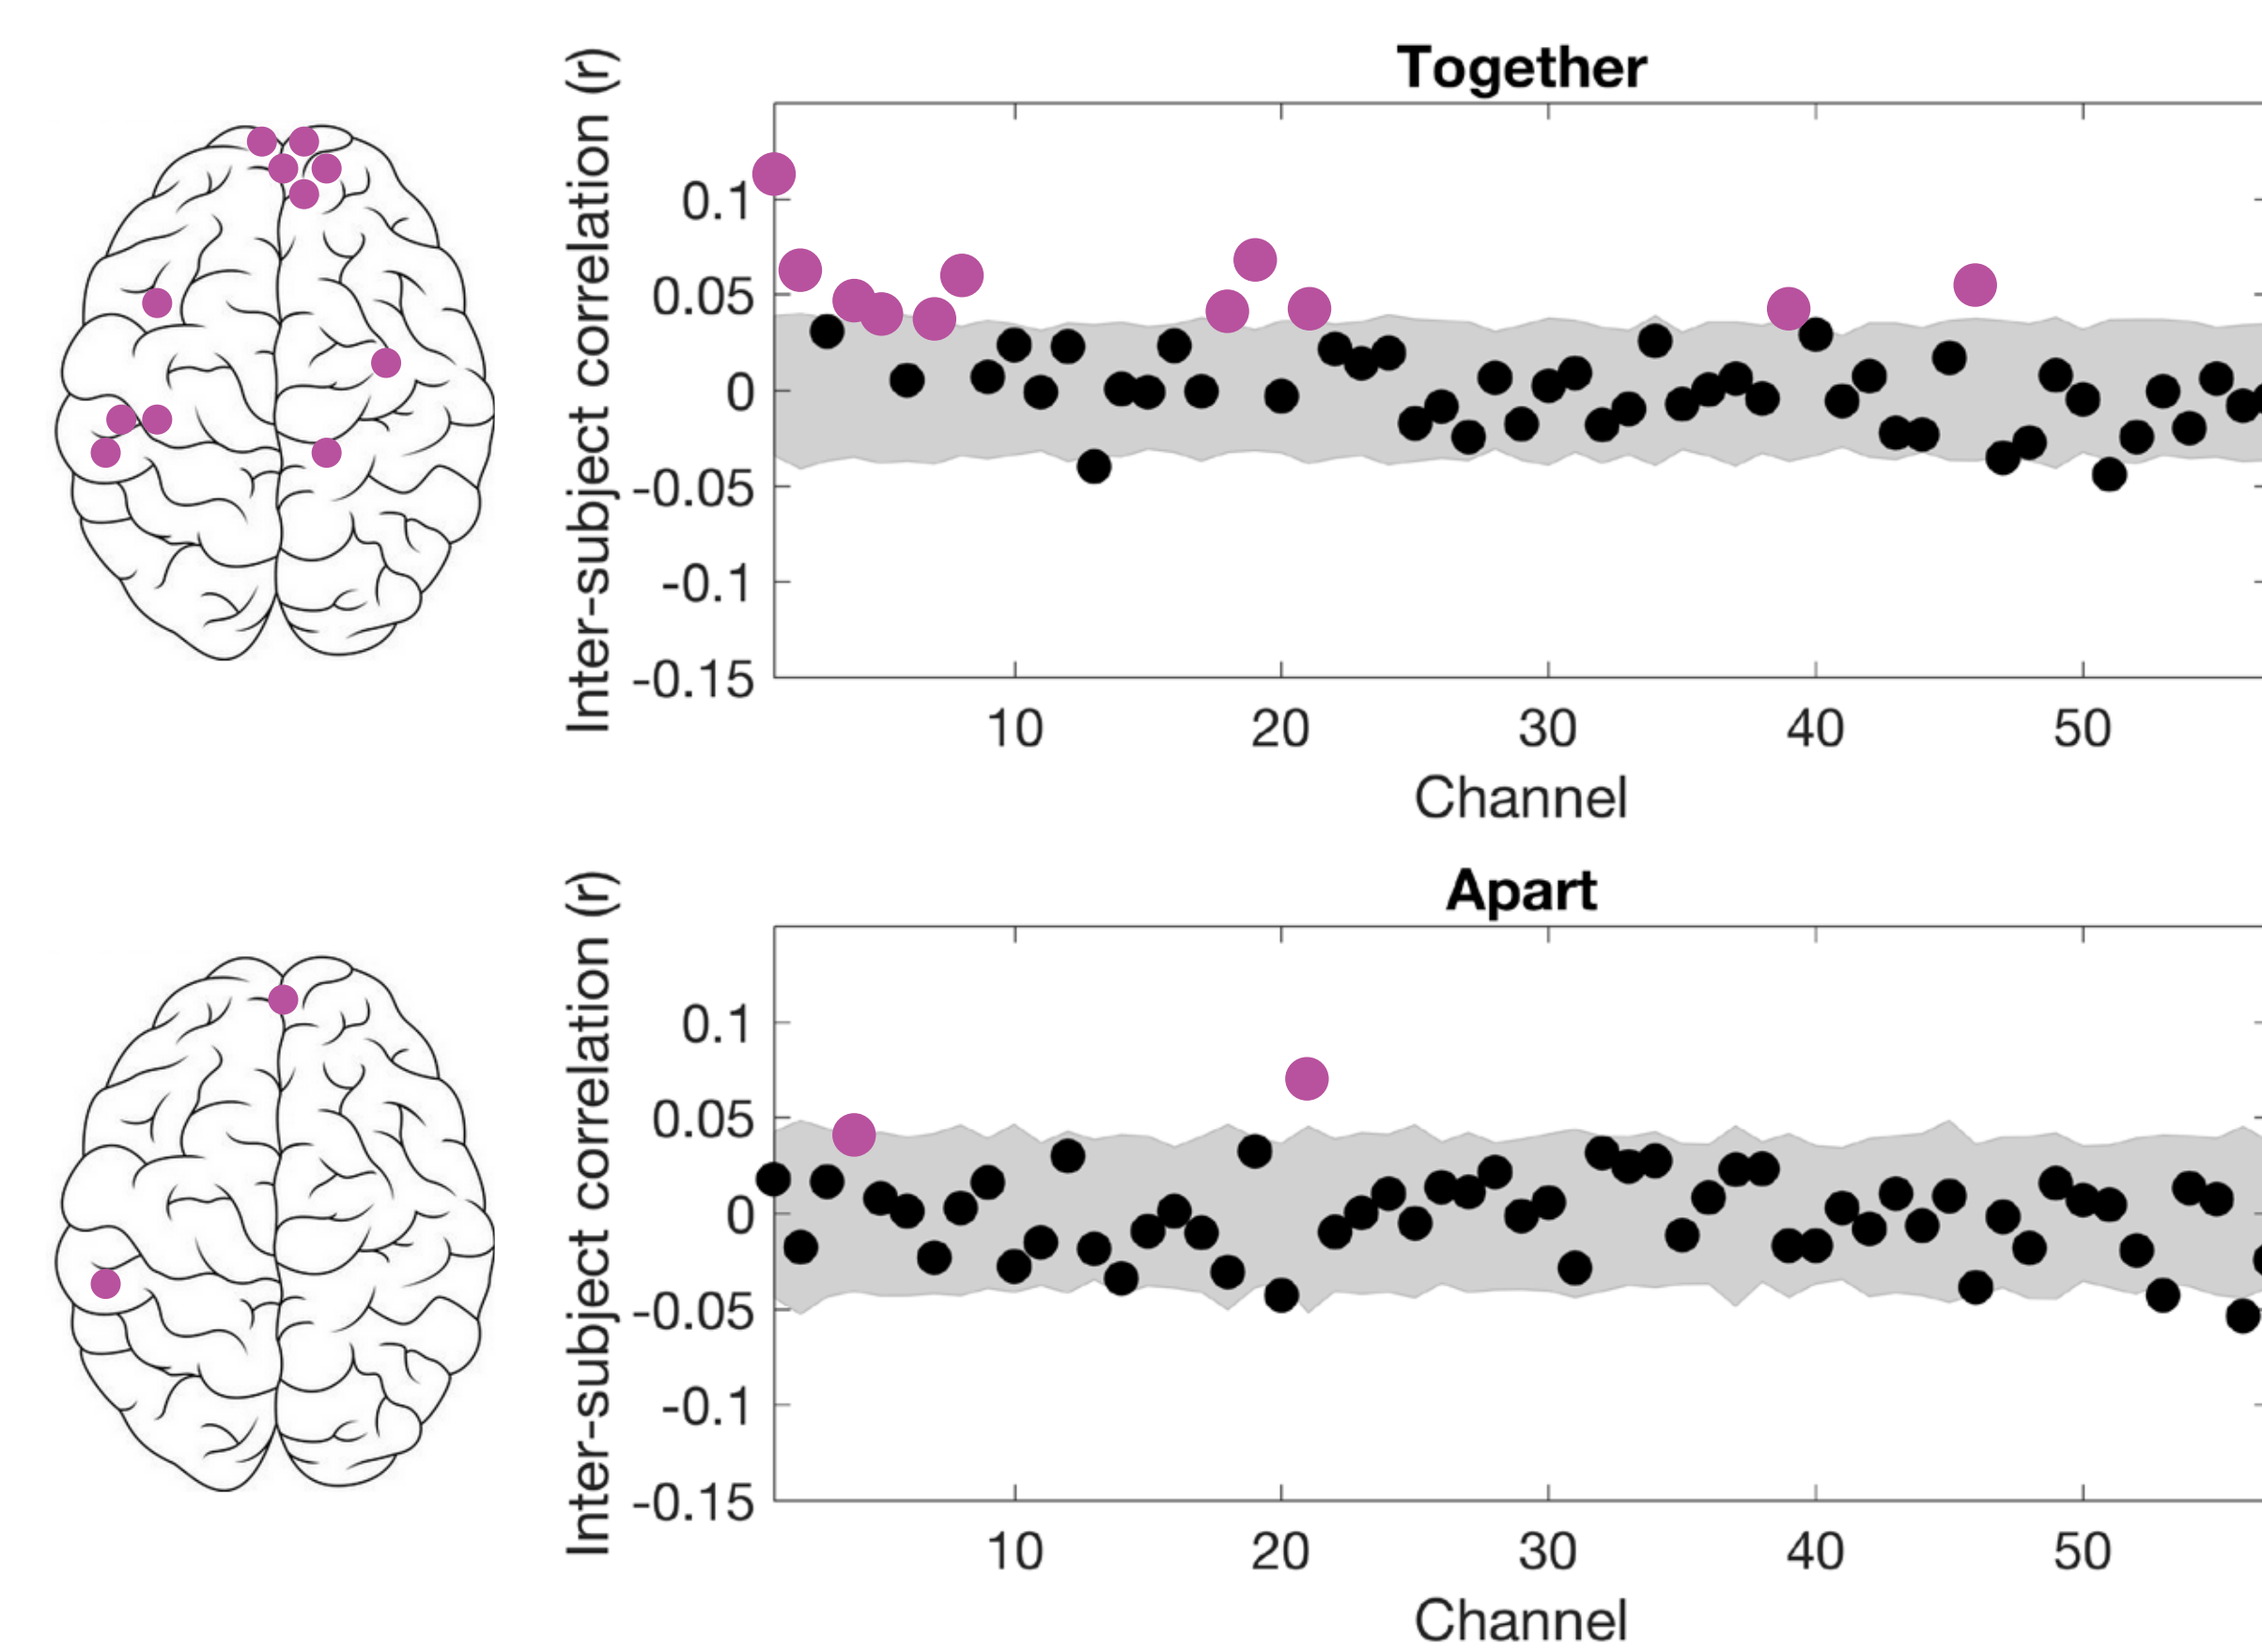 Together
Inter-subject correlation (r)
0.1
0.05
0
-0.05
-0.1
-0.15
10 20 30 40 50
Channel
Apart
Inter-subject correlation (r)
0.1
0.05
0
-0.05
-0.1
-0.15
10 20 30 40 50
Channel